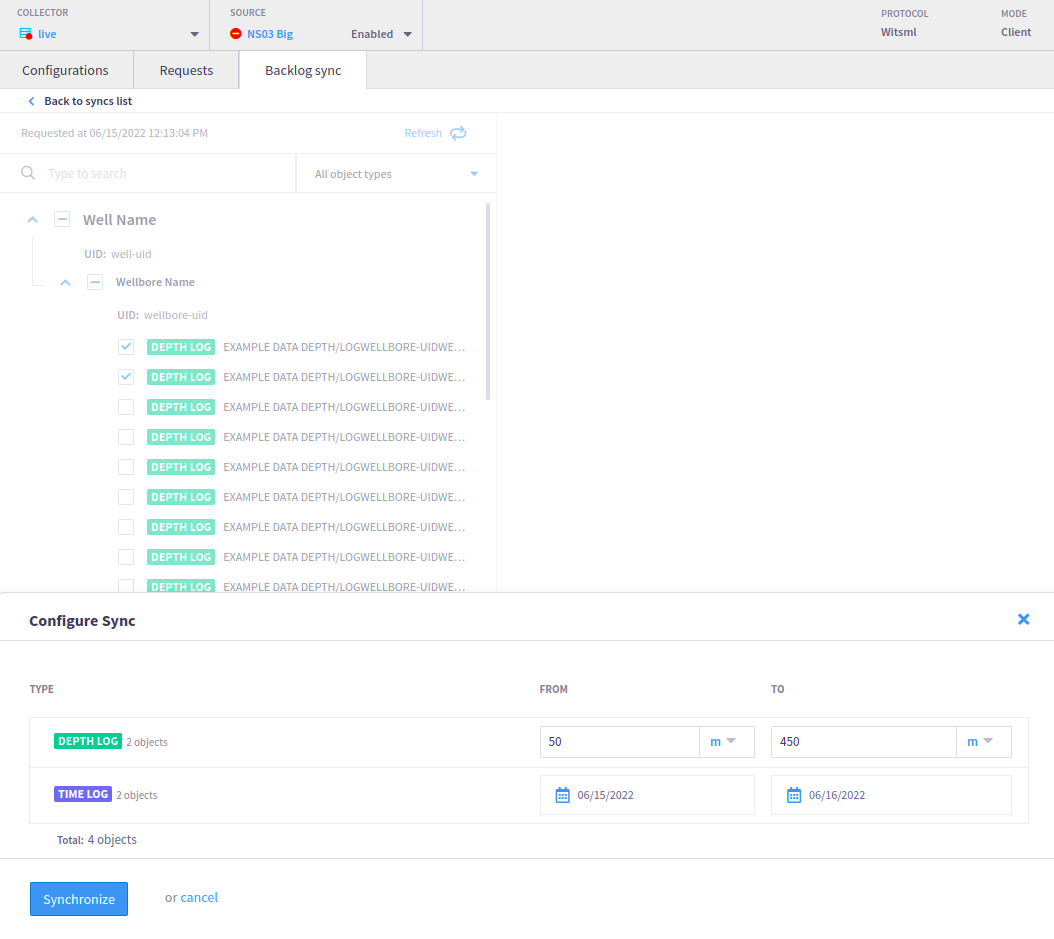 COLLECTOR
live
SOURCE
NS03 Big Enabled
PROTOCOL
Witsml
MODE
Client
Configurations Requests Backlog sync
Back to syncs list
Requested at 06/15/2022 12:13:04 PM Refresh
Type to search All object types
Well Name
UID: well-uid
Wellbore Name
UID: wellbore-uid
DEPTH LOG EXAMPLE DATA DEPTH/LOGWELLBORE-UIDWE...
DEPTH LOG EXAMPLE DATA DEPTH/LOGWELLBORE-UIDWE...
DEPTH LOG EXAMPLE DATA DEPTH/LOGWELLBORE-UIDWE...
DEPTH LOG EXAMPLE DATA DEPTH/LOGWELLBORE-UIDWE...
DEPTH LOG EXAMPLE DATA DEPTH/LOGWELLBORE-UIDWE...
DEPTH LOG EXAMPLE DATA DEPTH/LOGWELLBORE-UIDWE...
DEPTH LOG EXAMPLE DATA DEPTH/LOGWELLBORE-UIDWE...
DEPTH LOG EXAMPLE DATA DEPTH/LOGWELLBORE-UIDWE...
DEPTH LOG EXAMPLE DATA DEPTH/LOGWELLBORE-UIDWE...
Configure Sync
TYPE FROM TO
DEPTH LOG 2 objects 50 m 450 m
TIME LOG 2 objects 06/15/2022 06/16/2022
Total: 4 objects
Synchronize or cancel